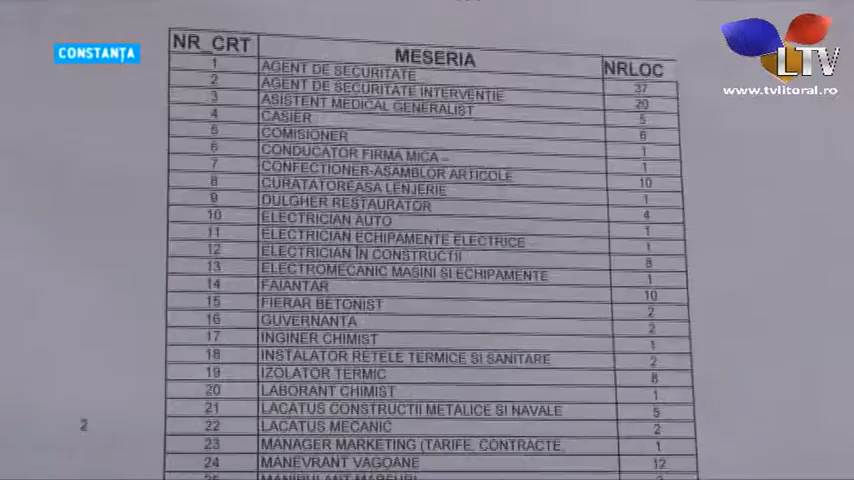 CONSTANȚA
LTV
www.tvlitoral.ro
NR_CRT MESERIA NRLOC
1 AGENT DE SECURITATE 37
2 AGENT DE SECURITATE INTERVENTIE 20
3 ASISTENT MEDICAL GENERALIST 5
4 CASIER 6
5 COMISIONER 1
6 CONDUCATOR FIRMA MICA - 1
7 CONFECTIONER-ASAMBLOR ARTICOLE 10
8 CURATATOREASA LENJERIE 1
9 DULGHER RESTAURATOR 4
10 ELECTRICIAN AUTO 1
11 ELECTRICIAN ECHIPAMENTE ELECTRICE 1
12 ELECTRICIAN ÎN CONSTRUCTII 8
13 ELECTROMECANIC MASINI SI ECHIPAMENTE 1
14 FAIANTAR 10
15 FIERAR BETONIST 2
16 GUVERNANTA 2
17 INGINER CHIMIST 1
18 INSTALATOR RETELE TERMICE SI SANITARE 2
19 IZOLATOR TERMIC 8
20 LABORANT CHIMIST 1
21 LACATUS CONSTRUCTII METALICE SI NAVALE 5
22 LACATUS MECANIC 2
23 MANAGER MARKETING (TARIFE, CONTRACTE, 1
24 MANEVRANT VAGOANE 12
2